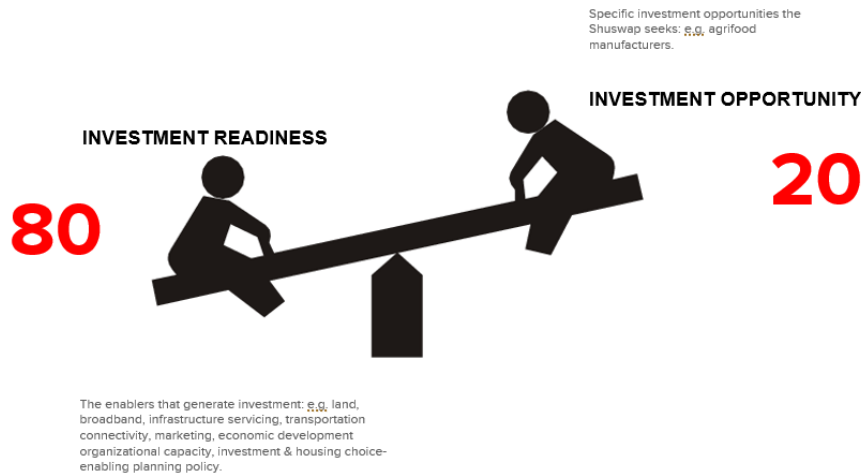 Specific investment opportunities the
Shuswap seeks: e.g. agrifood
manufacturers.
INVESTMENT OPPORTUNITY
20
INVESTMENT READINESS
80
The enablers that generate investment: e.g. land,
broadband, infrastructure servicing, transportation
connectivity, marketing, economic development
organizational capacity, investment & housing choice-
enabling planning policy.